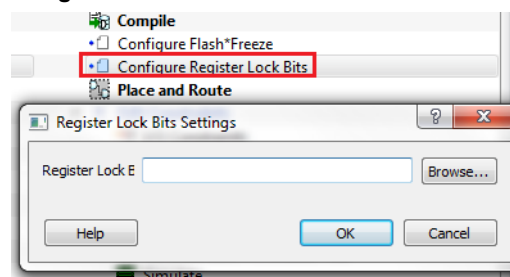 Compile
Configure Flash*Freeze
Configure Register Lock Bits
Place and Route
Register Lock Bits Settings
Register Lock E
Browse...
Help
OK
Cancel
Simulate